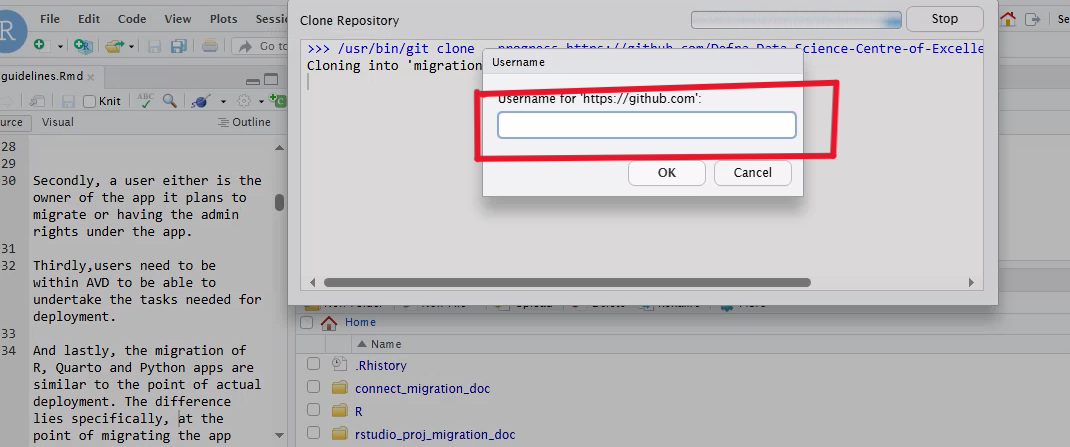 File Edit Code View Plots Sessi
Clone Repository
Stop
R
Go to
>>> /usr/bin/git clone --progress https://github.com/Defra-Data-Science-Centre-of-Excelle
Cloning into 'migration
Username
Username for 'https://github.com':
OK Cancel
guidelines.Rmd
Knit
ABC
urce Visual Outline
28
29
30 Secondly, a user either is the
owner of the app it plans to
migrate or having the admin
rights under the app.
31
32 Thirdly,users need to be
within AVD to be able to
undertake the tasks needed for
deployment.
33
34 And lastly, the migration of
R, Quarto and Python apps are
similar to the point of actual
deployment. The difference
lies specifically, at the
point of migrating the app
Home
Name
.Rhistory
connect_migration_doc
R
rstudio_proj_migration_doc